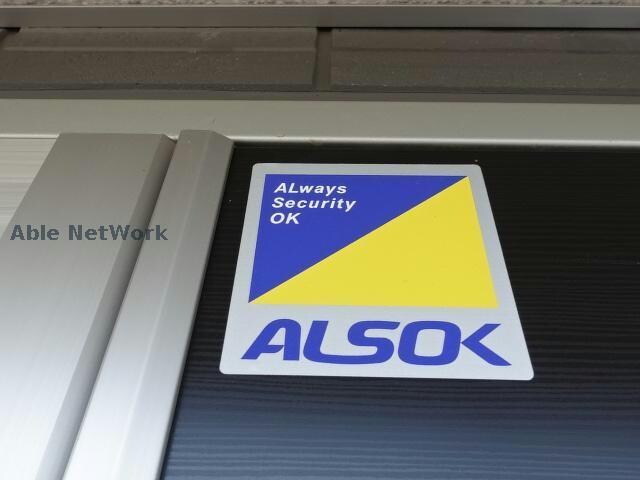 ALways
Security
OK
Able NetWork
ALSOK